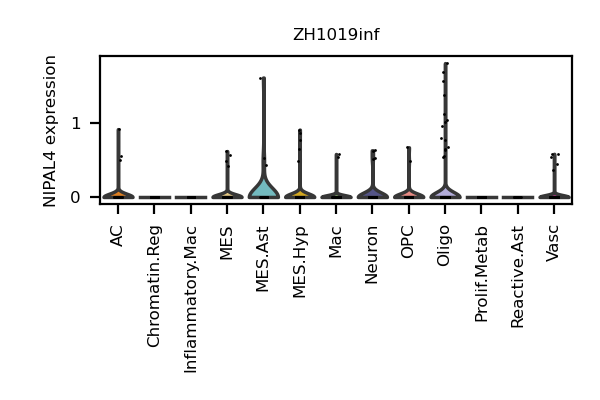 ZH1019inf
NIPAL4 expression
1
0
AC
Chromatin.Reg
Inflammatory.Mac
MES
MES.Ast
MES.Hyp
Mac
Neuron
OPC
Oligo
Prolif.Metab
Reactive.Ast
Vasc